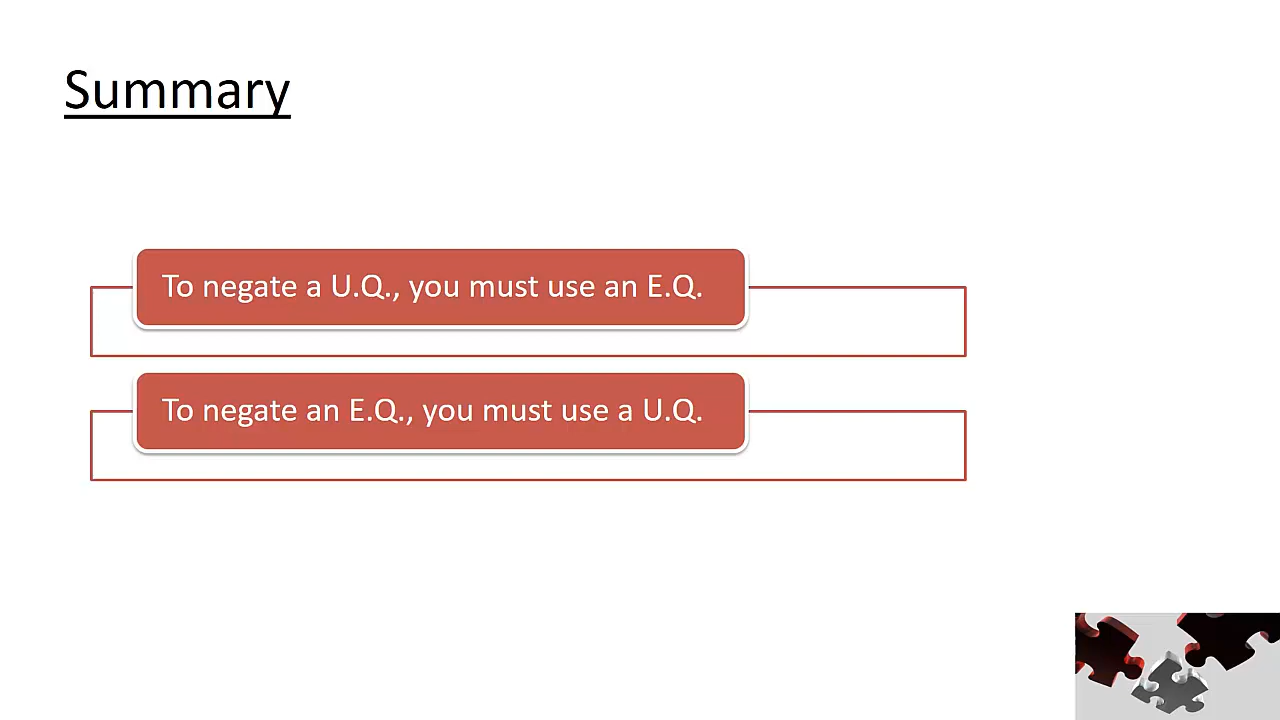 Summary
To negate a U.Q., you must use an E.Q.
To negate an E.Q., you must use a U.Q.